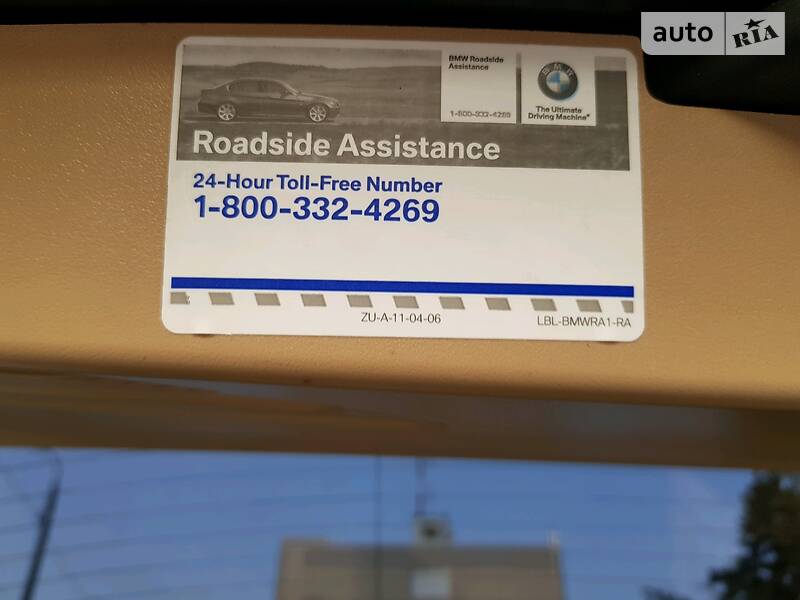 auto RIA
BMW Roadside
Assistance
1-800-332-4269
BMW
The Ultimate
Driving Machine®
Roadside Assistance
24-Hour Toll-Free Number
1-800-332-4269
ZU-A-11-04-06
LBL-BMWRA1-RA